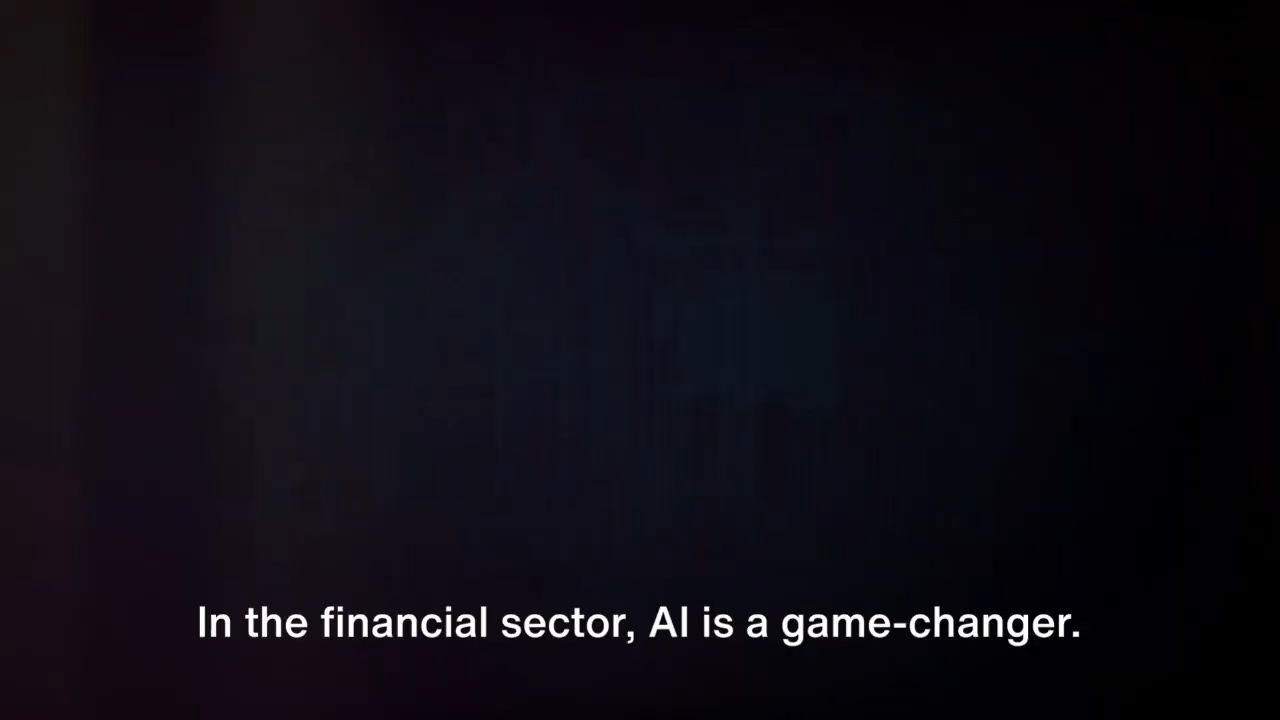 In the financial sector, AI is a game-changer.